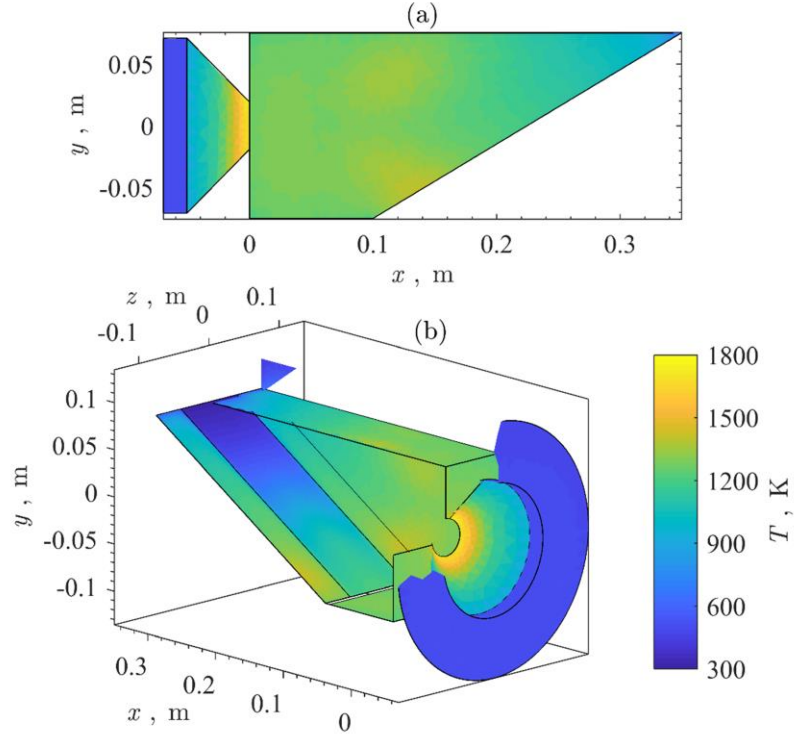 (a)
0.05
0
-0.05
y , m
0 0.1 0.2 0.3
x , m
(b)
z , m
-0.1 0 0.1
0.1
0.05
0
-0.05
-0.1
y , m
0.3 0.2 0.1 0
x , m
1800
1500
1200
900
600
300
T , K